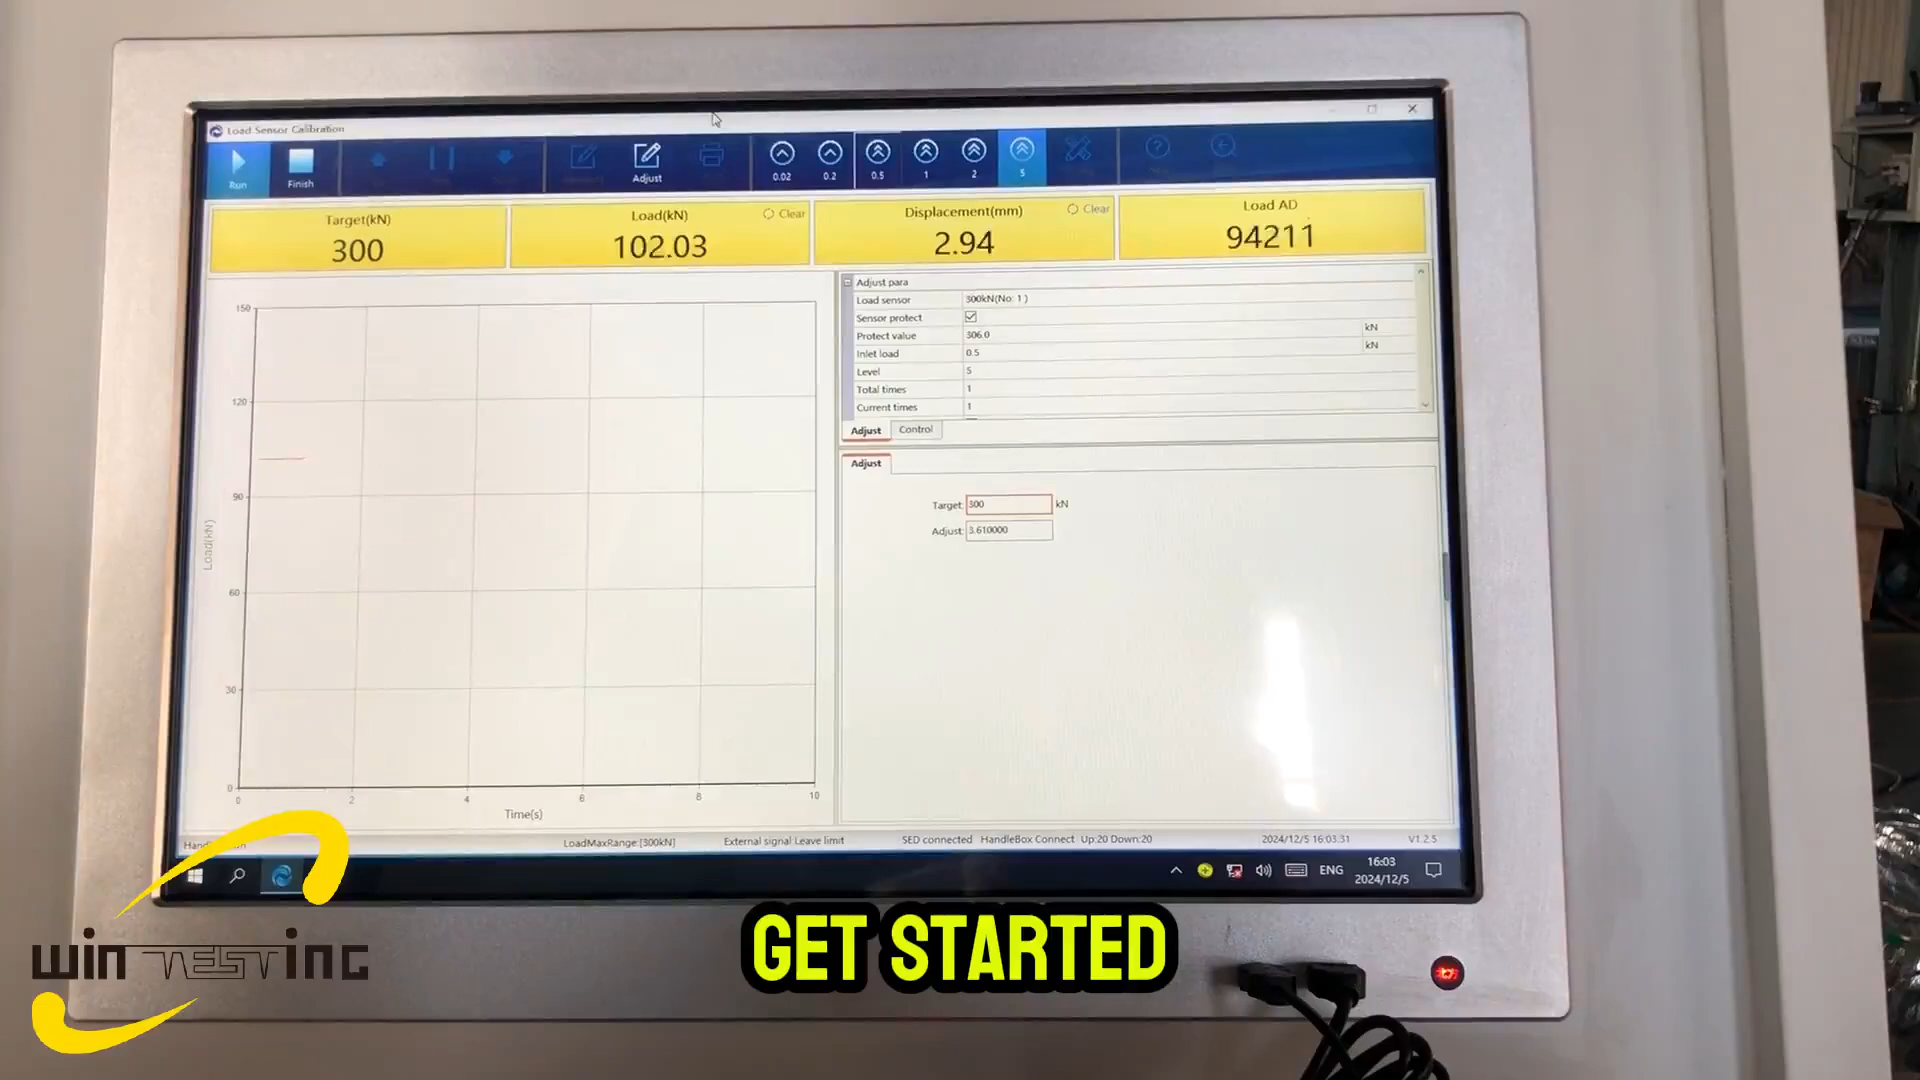 Load Sensor Calibration
Run
Finish
Adjust
0.02
0.2
0.5
1
2
5
Target(kN)
300
Load(kN)
Clear
102.03
Displacement(mm)
Clear
2.94
Load AD
94211
Adjust para
Load sensor 300kN(No: 1 )
Sensor protect
Protect value 306.0 kN
Inlet load 0.5 kN
Level 5
Total times 1
Current times 1
Adjust Control
Adjust
Target: 300 kN
Adjust: 3.610000
150
120
90
60
30
0
Load(kN)
0 2 4 6 8 10
Time(s)
LoadMaxRange:[300kN] External signal:Leave limit SED connected HandleBox Connect Up:20 Down:20 2024/12/5 16:03:31 V1.2.5
ENG
16:03
2024/12/5
GET STARTED
win TESTing